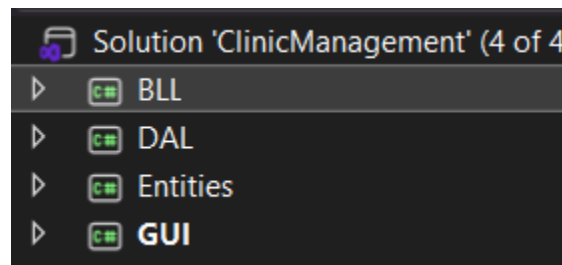 Solution 'ClinicManagement' (4 of 4
C# BLL
C# DAL
C# Entities
C# GUI